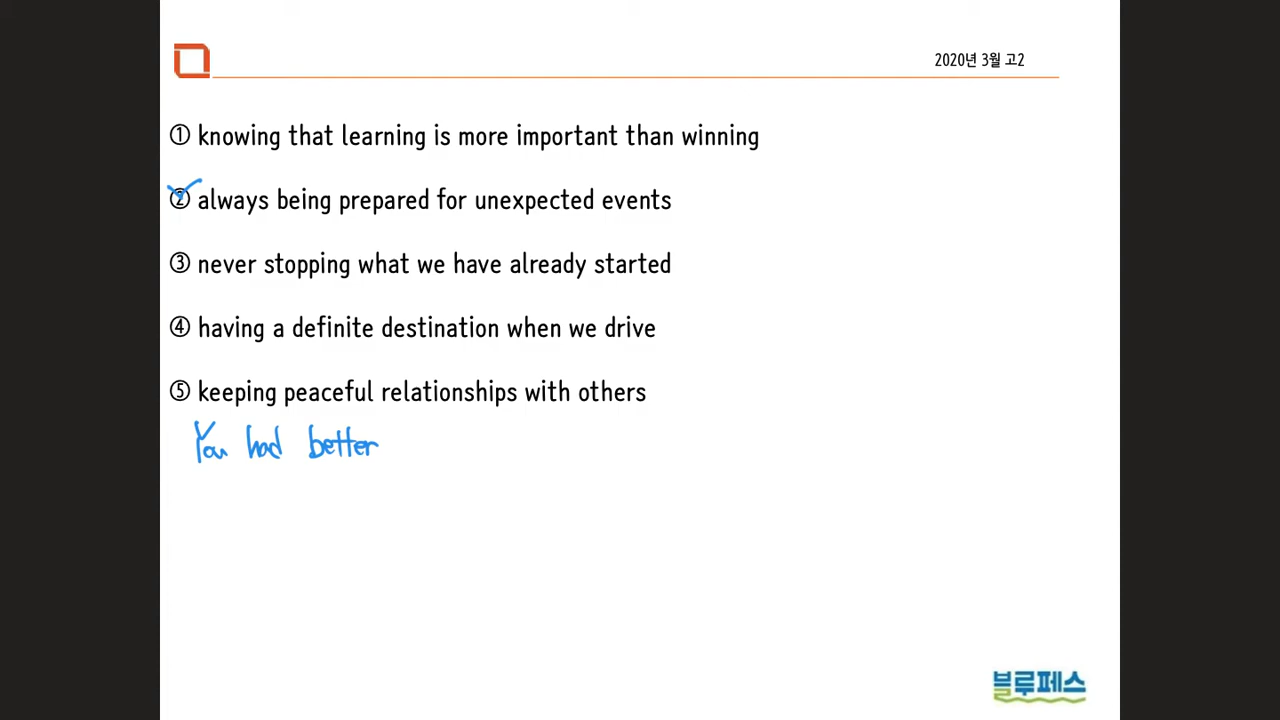 2020년 3월 고2
① knowing that learning is more important than winning
② always being prepared for unexpected events
③ never stopping what we have already started
④ having a definite destination when we drive
⑤ keeping peaceful relationships with others
You had better
블루페스